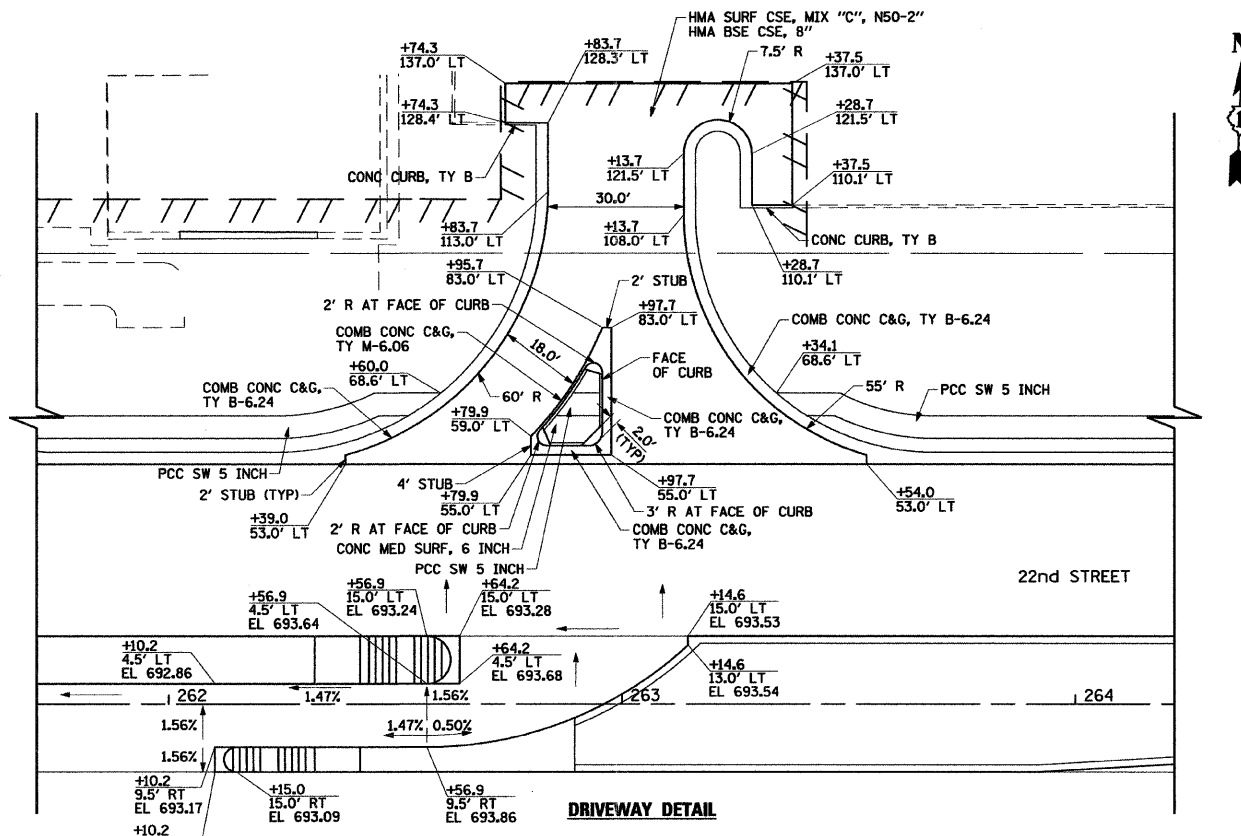 HMA SURF CSE, MIX "C", N50-2"
HMA BSE CSE, 8"
7.5' R
+74.3
137.0' LT
+83.7
128.3' LT
+37.5
137.0' LT
N
+74.3
128.4' LT
+28.7
121.5' LT
CONC CURB, TY B
+13.7
121.5' LT
+37.5
110.1' LT
30.0'
+83.7
113.0' LT
+13.7
108.0' LT
CONC CURB, TY B
+95.7
83.0' LT
+28.7
110.1' LT
2' STUB
2' R AT FACE OF CURB
+97.7
83.0' LT
COMB CONC C&G,
TY M-6.06
COMB CONC C&G, TY B-6.24
18.0'
FACE
OF CURB
+34.1
68.6' LT
+60.0
68.6' LT
COMB CONC C&G,
TY B-6.24
60' R
55' R
PCC SW 5 INCH
+79.9
59.0' LT
COMB CONC C&G,
TY B-6.24
2.0'
(TYP)
PCC SW 5 INCH
2' STUB (TYP)
4' STUB
+79.9
55.0' LT
+97.7
55.0' LT
+54.0
53.0' LT
+39.0
53.0' LT
2' R AT FACE OF CURB
3' R AT FACE OF CURB
CONC MED SURF, 6 INCH
COMB CONC C&G,
TY B-6.24
PCC SW 5 INCH
22nd STREET
+56.9
15.0' LT
EL 693.24
+64.2
15.0' LT
EL 693.28
+56.9
4.5' LT
EL 693.64
+14.6
15.0' LT
EL 693.53
+10.2
4.5' LT
EL 692.86
+64.2
4.5' LT
EL 693.68
+14.6
13.0' LT
EL 693.54
262
1.47%
1.56%
263
264
1.56%
1.47%
0.50%
1.56%
+10.2
9.5' RT
EL 693.17
+15.0
15.0' RT
EL 693.09
+56.9
9.5' RT
EL 693.86
DRIVEWAY DETAIL
+10.2